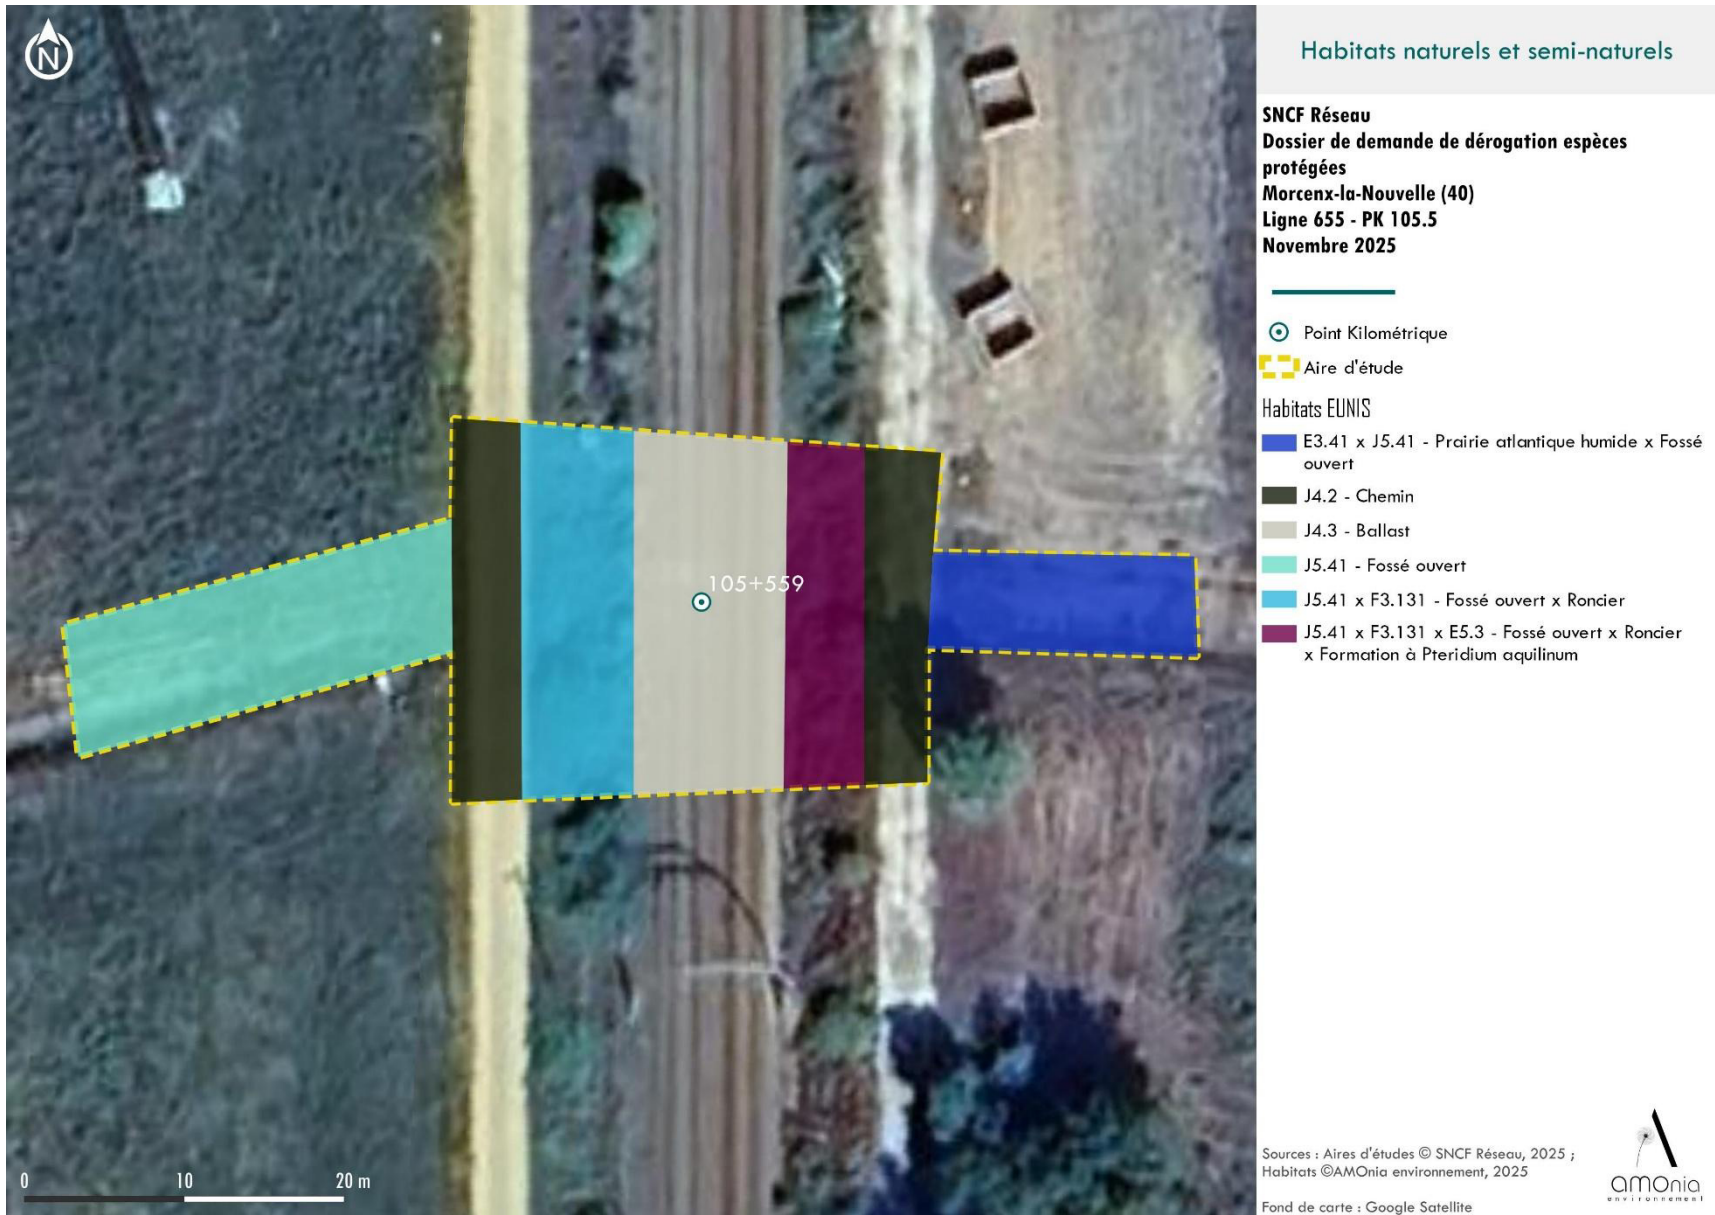 N
Habitats naturels et semi-naturels
SNCF Réseau
Dossier de demande de dérogation espèces
protégées
Morcenx-la-Nouvelle (40)
Ligne 655 - PK 105.5
Novembre 2025
Point Kilométrique
Aire d'étude
Habitats EUNIS
E3.41 x J5.41 - Prairie atlantique humide x Fossé
ouvert
J4.2 - Chemin
J4.3 - Ballast
J5.41 - Fossé ouvert
J5.41 x F3.131 - Fossé ouvert x Roncier
J5.41 x F3.131 x E5.3 - Fossé ouvert x Roncier
x Formation à Pteridium aquilinum
105+559
0 10 20 m
Sources : Aires d'études © SNCF Réseau, 2025 ;
Habitats ©AMOnia environnement, 2025
Fond de carte : Google Satellite
aMOnia
environnement